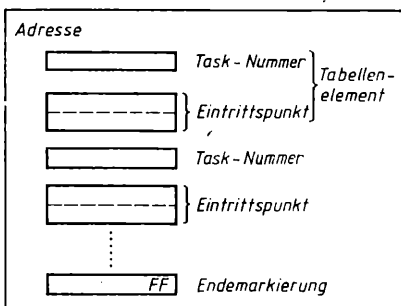 Adresse
Task-Nummer
Tabellen-
element
Eintrittspunkt
Task-Nummer
Eintrittspunkt
FF Endemarkierung